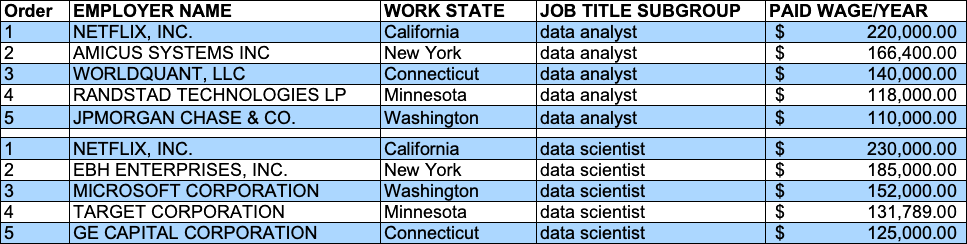 Order EMPLOYER NAME WORK STATE JOB TITLE SUBGROUP PAID WAGE/YEAR
1 NETFLIX, INC. California data analyst $ 220,000.00
2 AMICUS SYSTEMS INC New York data analyst $ 166,400.00
3 WORLDQUANT, LLC Connecticut data analyst $ 140,000.00
4 RANDSTAD TECHNOLOGIES LP Minnesota data analyst $ 118,000.00
5 JPMORGAN CHASE & CO. Washington data analyst $ 110,000.00
1 NETFLIX, INC. California data scientist $ 230,000.00
2 EBH ENTERPRISES, INC. New York data scientist $ 185,000.00
3 MICROSOFT CORPORATION Washington data scientist $ 152,000.00
4 TARGET CORPORATION Minnesota data scientist $ 131,789.00
5 GE CAPITAL CORPORATION Connecticut data scientist $ 125,000.00